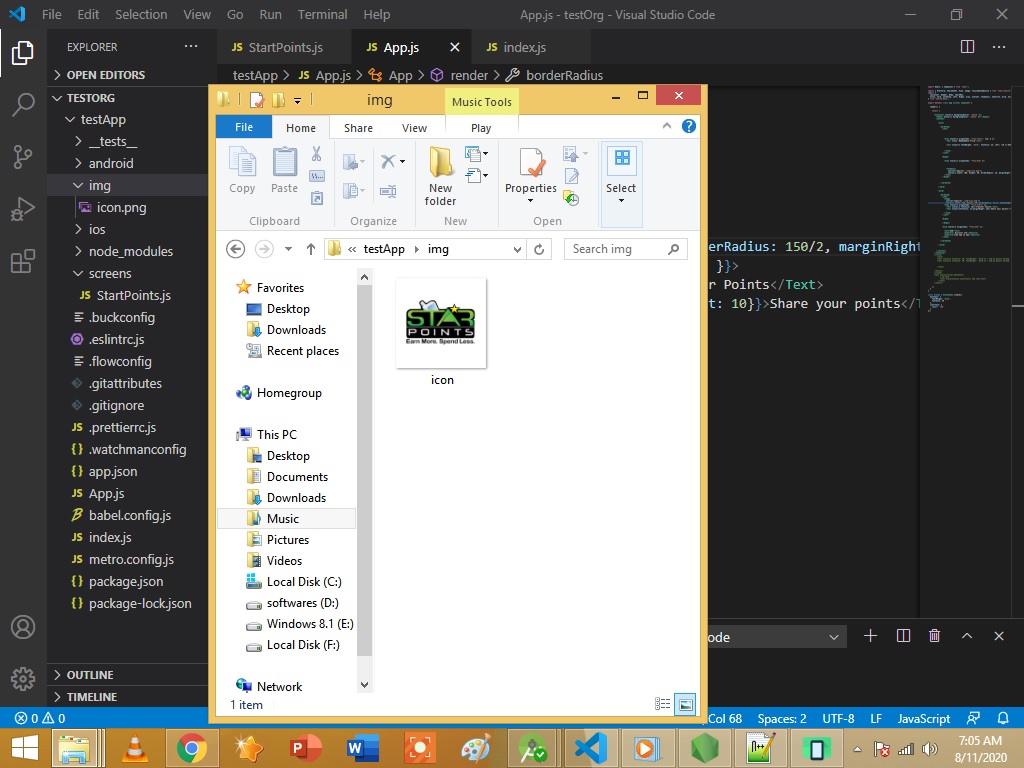 File Edit Selection View Go Run Terminal Help App.js - testOrg - Visual Studio Code
EXPLORER ···
JS StartPoints.js JS App.js JS index.js
OPEN EDITORS
testApp > JS App.js > App > render > borderRadius
TESTORG
testApp
__tests__
android
img
icon.png
ios
node_modules
screens
JS StartPoints.js
.buckconfig
.eslintrc.js
.flowconfig
.gitattributes
.gitignore
JS .prettierrc.js
{} .watchmanconfig
{} app.json
JS App.js
babel.config.js
JS index.js
JS metro.config.js
{} package.json
{} package-lock.json
OUTLINE
TIMELINE
img
Music Tools
File Home Share View Play
Copy Paste
New folder
Properties
Select
Clipboard Organize New Open
« testApp img
Search img
Favorites
Desktop
Downloads
Recent places
Homegroup
This PC
Desktop
Documents
Downloads
Music
Pictures
Videos
Local Disk (C:)
softwares (D:)
Windows 8.1 (E:)
Local Disk (F:)
Network
1 item
STAR
POINTS
Earn More. Spend Less.
icon
erRadius: 150/2, marginRight
}}>
r Points</Text>
t: 10}}>Share your points</T
ode
0 0 Col 68 Spaces: 2 UTF-8 LF JavaScript
7:05 AM
8/11/2020